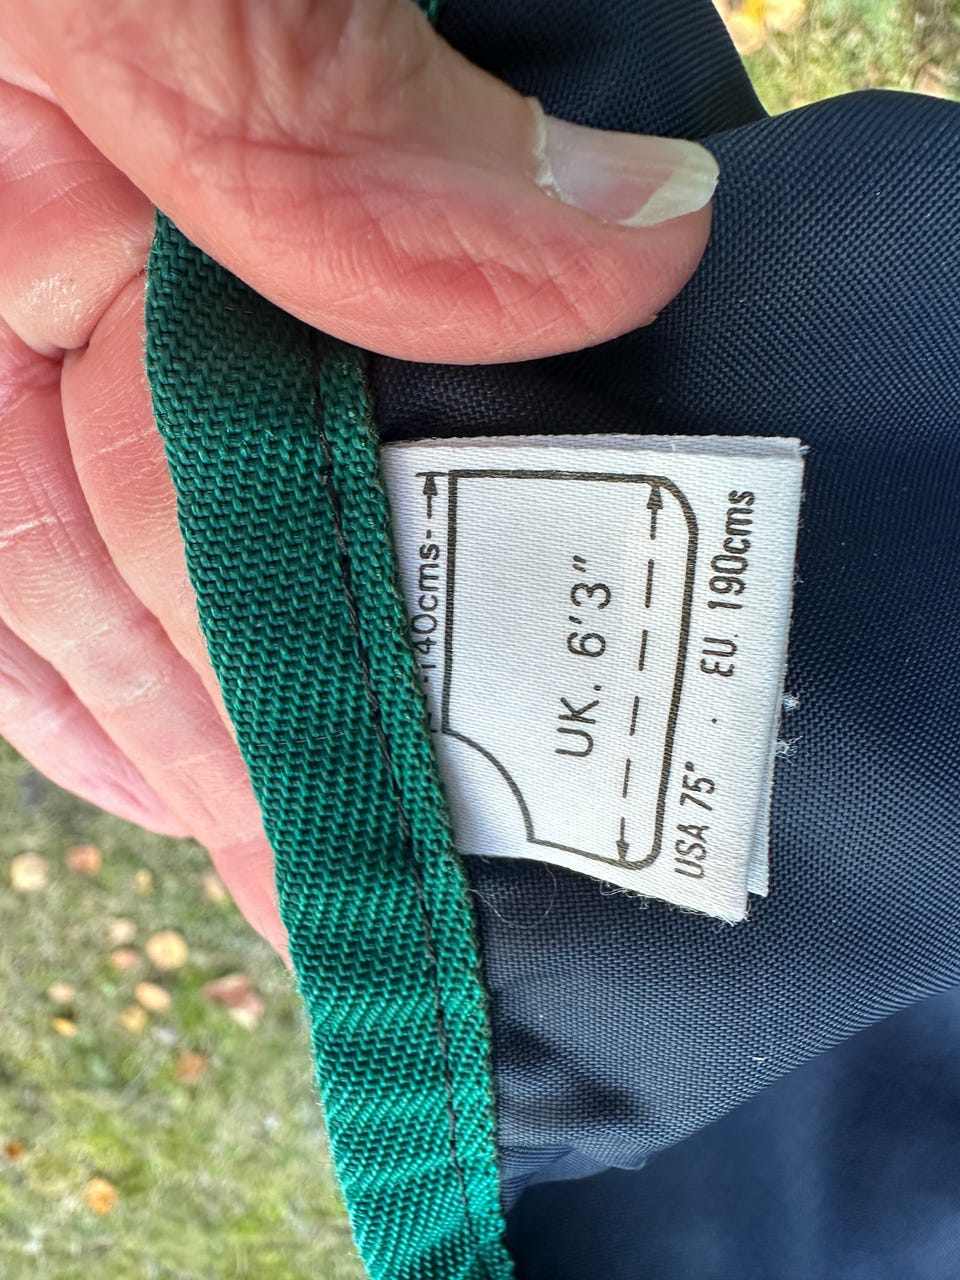 140cms
UK. 6'3"
USA 75" . EU. 190cms